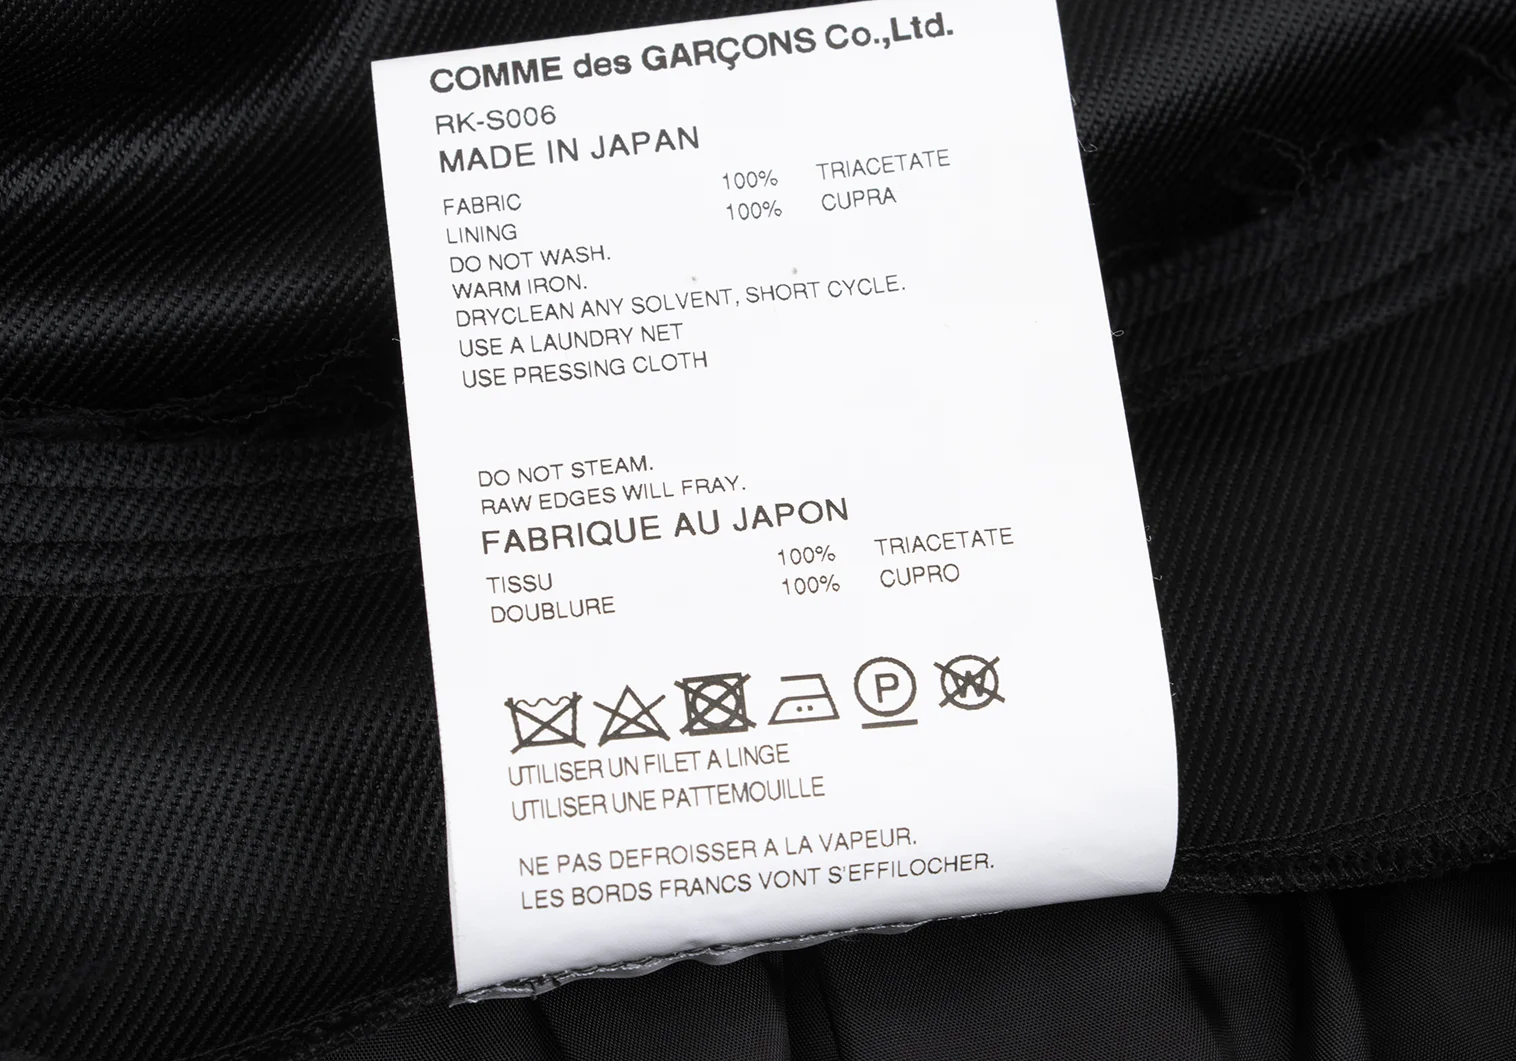 COMME des GARÇONS Co.,Ltd.
RK-S006
MADE IN JAPAN
FABRIC 100% TRIACETATE
LINING 100% CUPRA
DO NOT WASH.
WARM IRON.
DRYCLEAN ANY SOLVENT, SHORT CYCLE.
USE A LAUNDRY NET
USE PRESSING CLOTH
DO NOT STEAM.
RAW EDGES WILL FRAY.
FABRIQUE AU JAPON
TISSU 100% TRIACETATE
DOUBLURE 100% CUPRO
P W
UTILISER UN FILET A LINGE
UTILISER UNE PATTEMOUILLE
NE PAS DEFROISSER A LA VAPEUR.
LES BORDS FRANCS VONT S'EFFILOCHER.